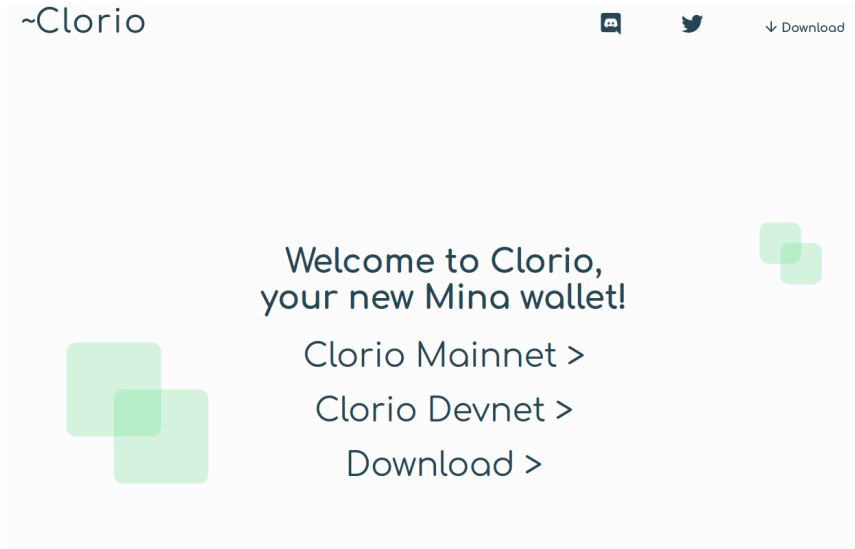 ~Clorio
Download
Welcome to Clorio,
your new Mina wallet!
Clorio Mainnet >
Clorio Devnet >
Download >